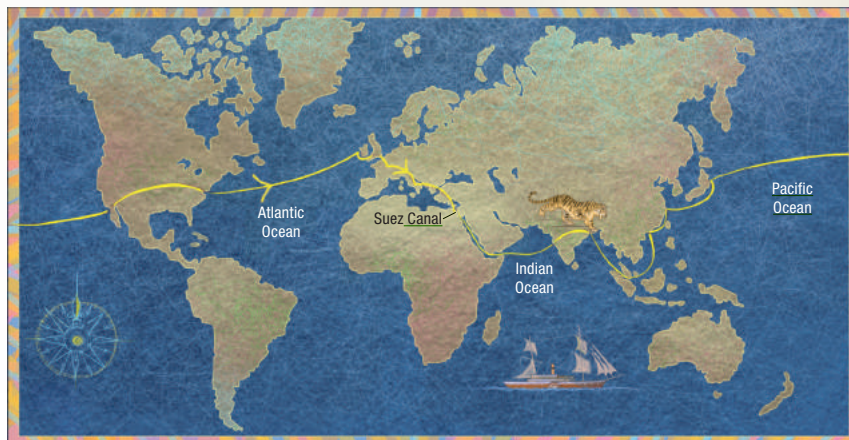 Atlantic
Ocean
Suez Canal
Indian
Ocean
Pacific
Ocean